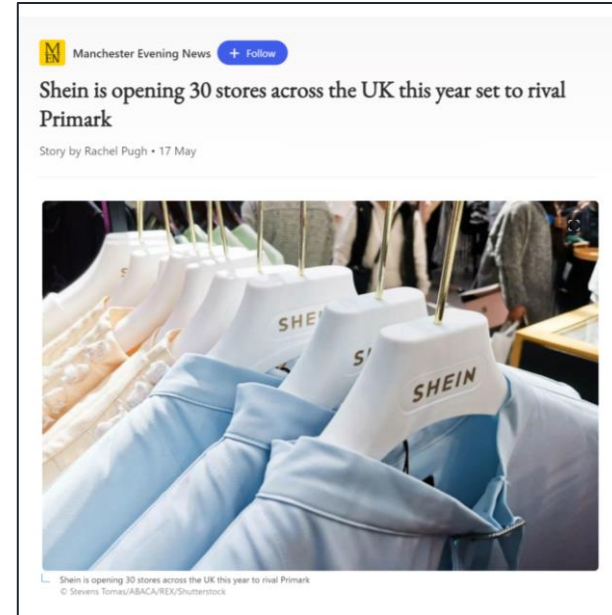 MEN
Manchester Evening News + Follow
Shein is opening 30 stores across the UK this year set to rival
Primark
Story by Rachel Pugh • 17 May
SHE
SHEIN
Shein is opening 30 stores across the UK this year to rival Primark
© Stevens Tomas/ABACA/REX/Shutterstock